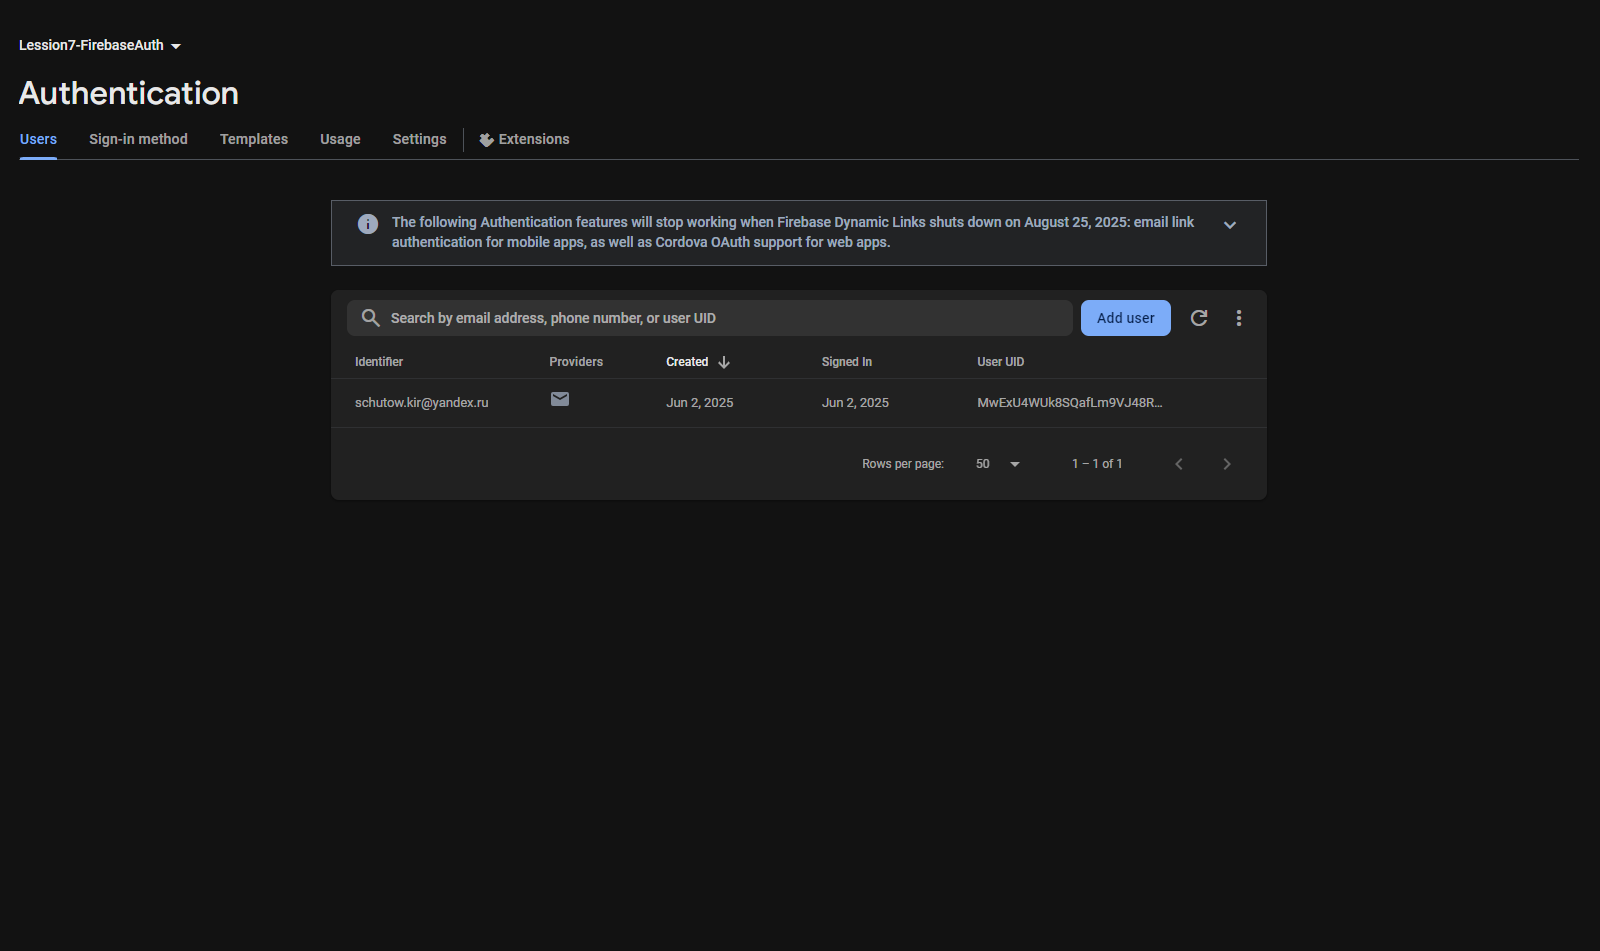 Lession7-FirebaseAuth
Authentication
Users Sign-in method Templates Usage Settings Extensions
The following Authentication features will stop working when Firebase Dynamic Links shuts down on August 25, 2025: email link
authentication for mobile apps, as well as Cordova OAuth support for web apps.
Search by email address, phone number, or user UID Add user
Identifier Providers Created Signed In User UID
schutow.kir@yandex.ru Jun 2, 2025 Jun 2, 2025 MwExU4WUk8SQafLm9VJ48R...
Rows per page: 50 1 – 1 of 1